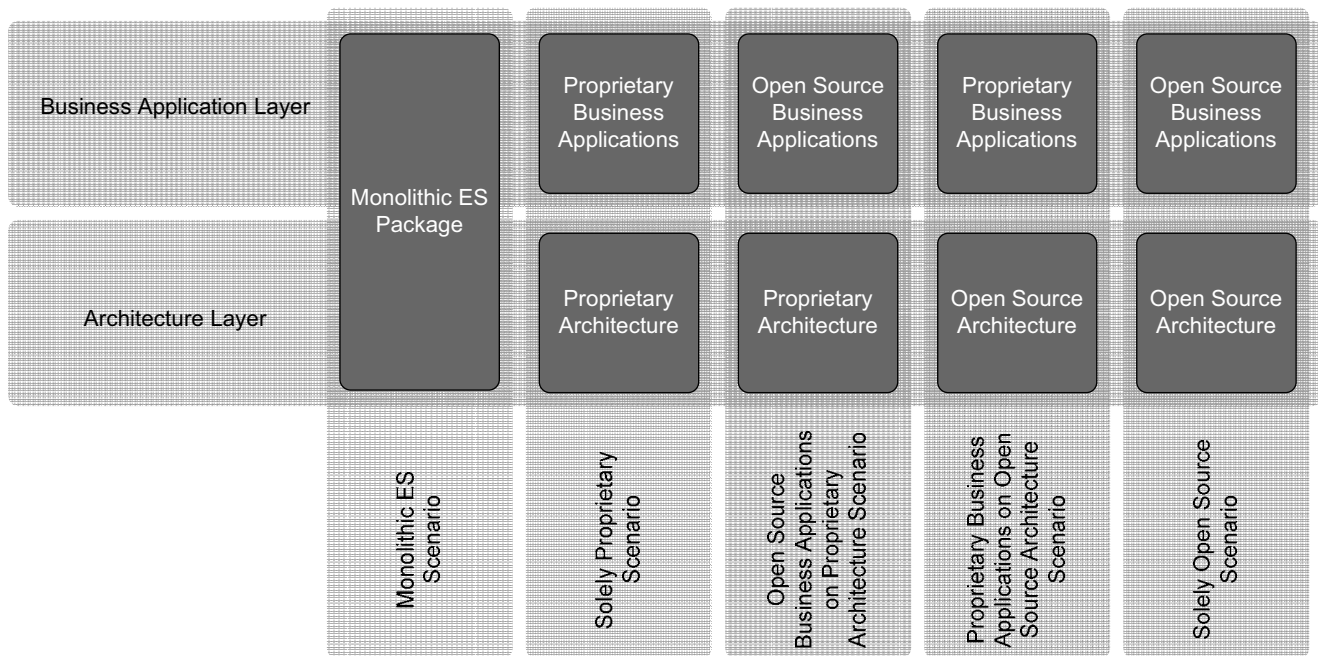 Business Application Layer
Monolithic ES
Package
Proprietary
Business
Applications
Open Source
Business
Applications
Proprietary
Business
Applications
Open Source
Business
Applications
Architecture Layer
Proprietary
Architecture
Proprietary
Architecture
Open Source
Architecture
Open Source
Architecture
Monolithic ES
Scenario
Solely Proprietary
Scenario
Open Source
Business Applications
on Proprietary
Architecture Scenario
Proprietary Business
Applications on Open
Source Architecture
Scenario
Solely Open Source
Scenario